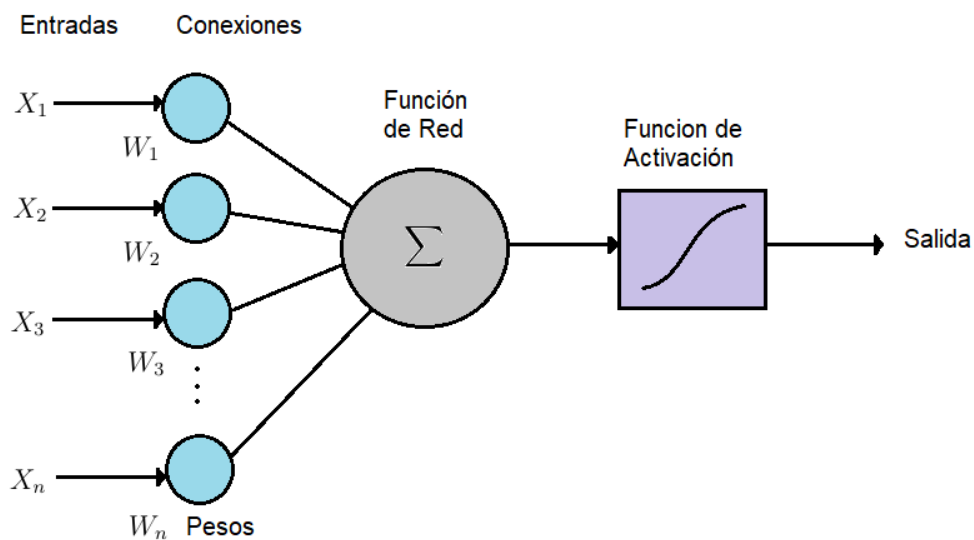 Entradas
Conexiones
X₁
W₁
X₂
W₂
X₃
W₃
Xₙ
Wₙ Pesos
Función
de Red
Σ
Funcion de
Activación
Salida